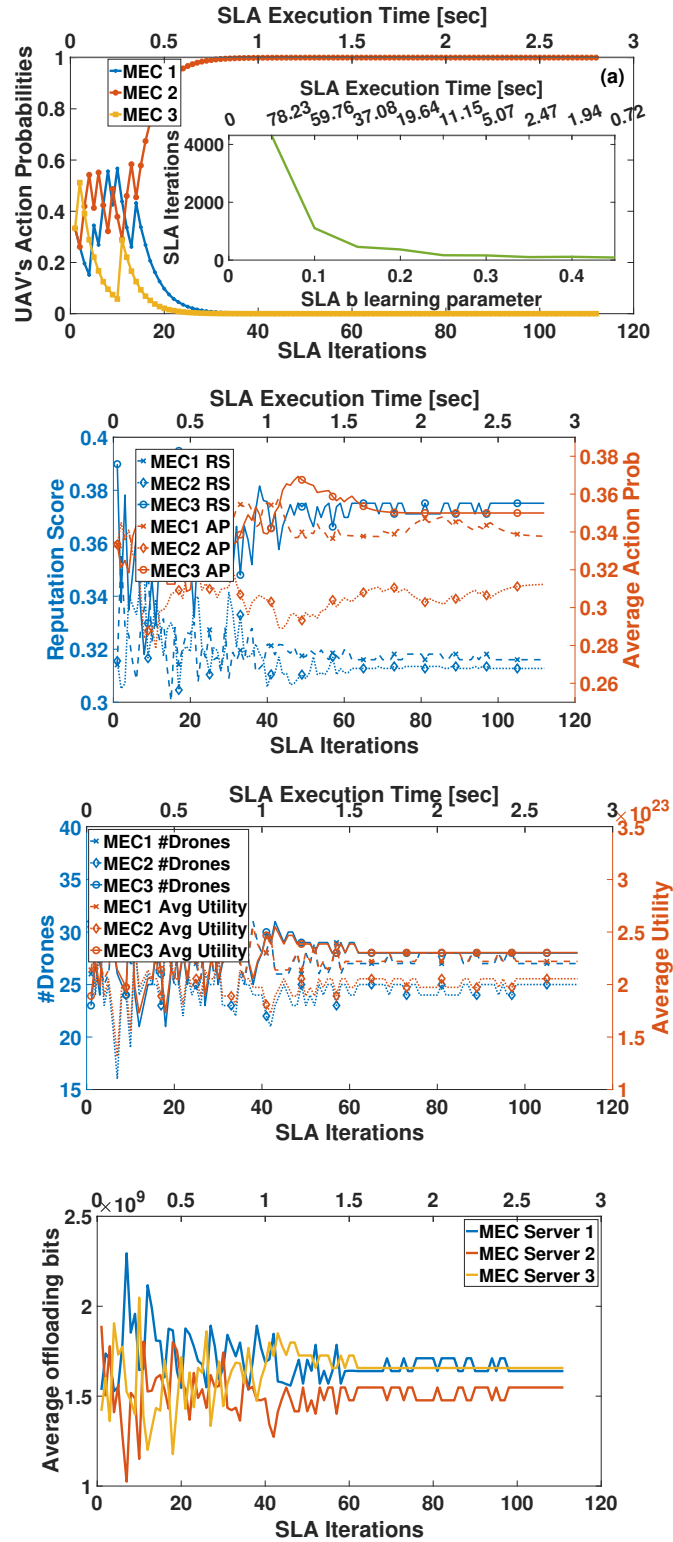 SLA Execution Time [sec]
0 0.5 1 1.5 2 2.5 3
1
0.8
0.6
0.4
0.2
0
UAV's Action Probabilities
MEC 1
MEC 2
MEC 3
(a)
SLA Execution Time [sec]
0 78.23 59.76 37.08 19.64 11.15 5.07 2.47 1.94 0.72
4000
2000
0
SLA Iterations
0 0.1 0.2 0.3 0.4
SLA b learning parameter
0 20 40 60 80 100 120
SLA Iterations
SLA Execution Time [sec]
0 0.5 1 1.5 2 2.5 3
0.4
0.38
0.36
0.34
0.32
0.3
Reputation Score
MEC1 RS
MEC2 RS
MEC3 RS
MEC1 AP
MEC2 AP
MEC3 AP
0.38
0.36
0.34
0.32
0.3
0.28
0.26
Average Action Prob
0 20 40 60 80 100 120
SLA Iterations
SLA Execution Time [sec]
0 0.5 1 1.5 2 2.5 3
×10^23
40
35
30
25
20
15
#Drones
MEC1 #Drones
MEC2 #Drones
MEC3 #Drones
MEC1 Avg Utility
MEC2 Avg Utility
MEC3 Avg Utility
3.5
3
2.5
2
1.5
1
Average Utility
0 20 40 60 80 100 120
SLA Iterations
0 0.5 1 1.5 2 2.5 3
×10^9
2.5
2
1.5
1
Average offloading bits
MEC Server 1
MEC Server 2
MEC Server 3
0 20 40 60 80 100 120
SLA Iterations